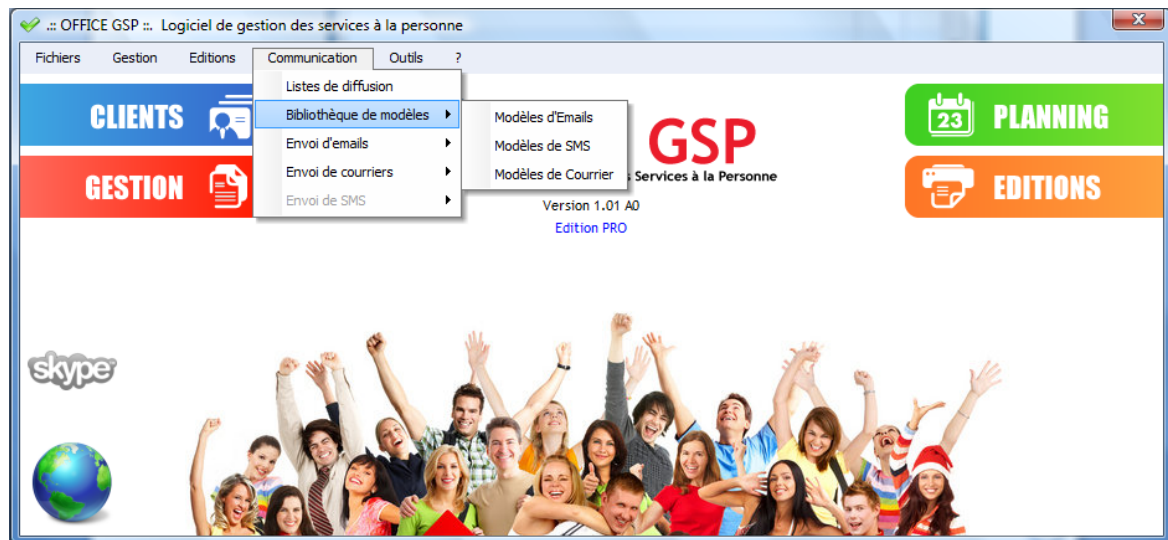 .:: OFFICE GSP ::. Logiciel de gestion des services à la personne
X
Fichiers Gestion Editions Communication Outils ?
Listes de diffusion
Bibliothèque de modèles
Envoi d'emails
Envoi de courriers
Envoi de SMS
Modèles d'Emails
Modèles de SMS
Modèles de Courrier
CLIENTS
GESTION
GSP
Services à la Personne
Version 1.01 A0
Edition PRO
23 PLANNING
EDITIONS
skype